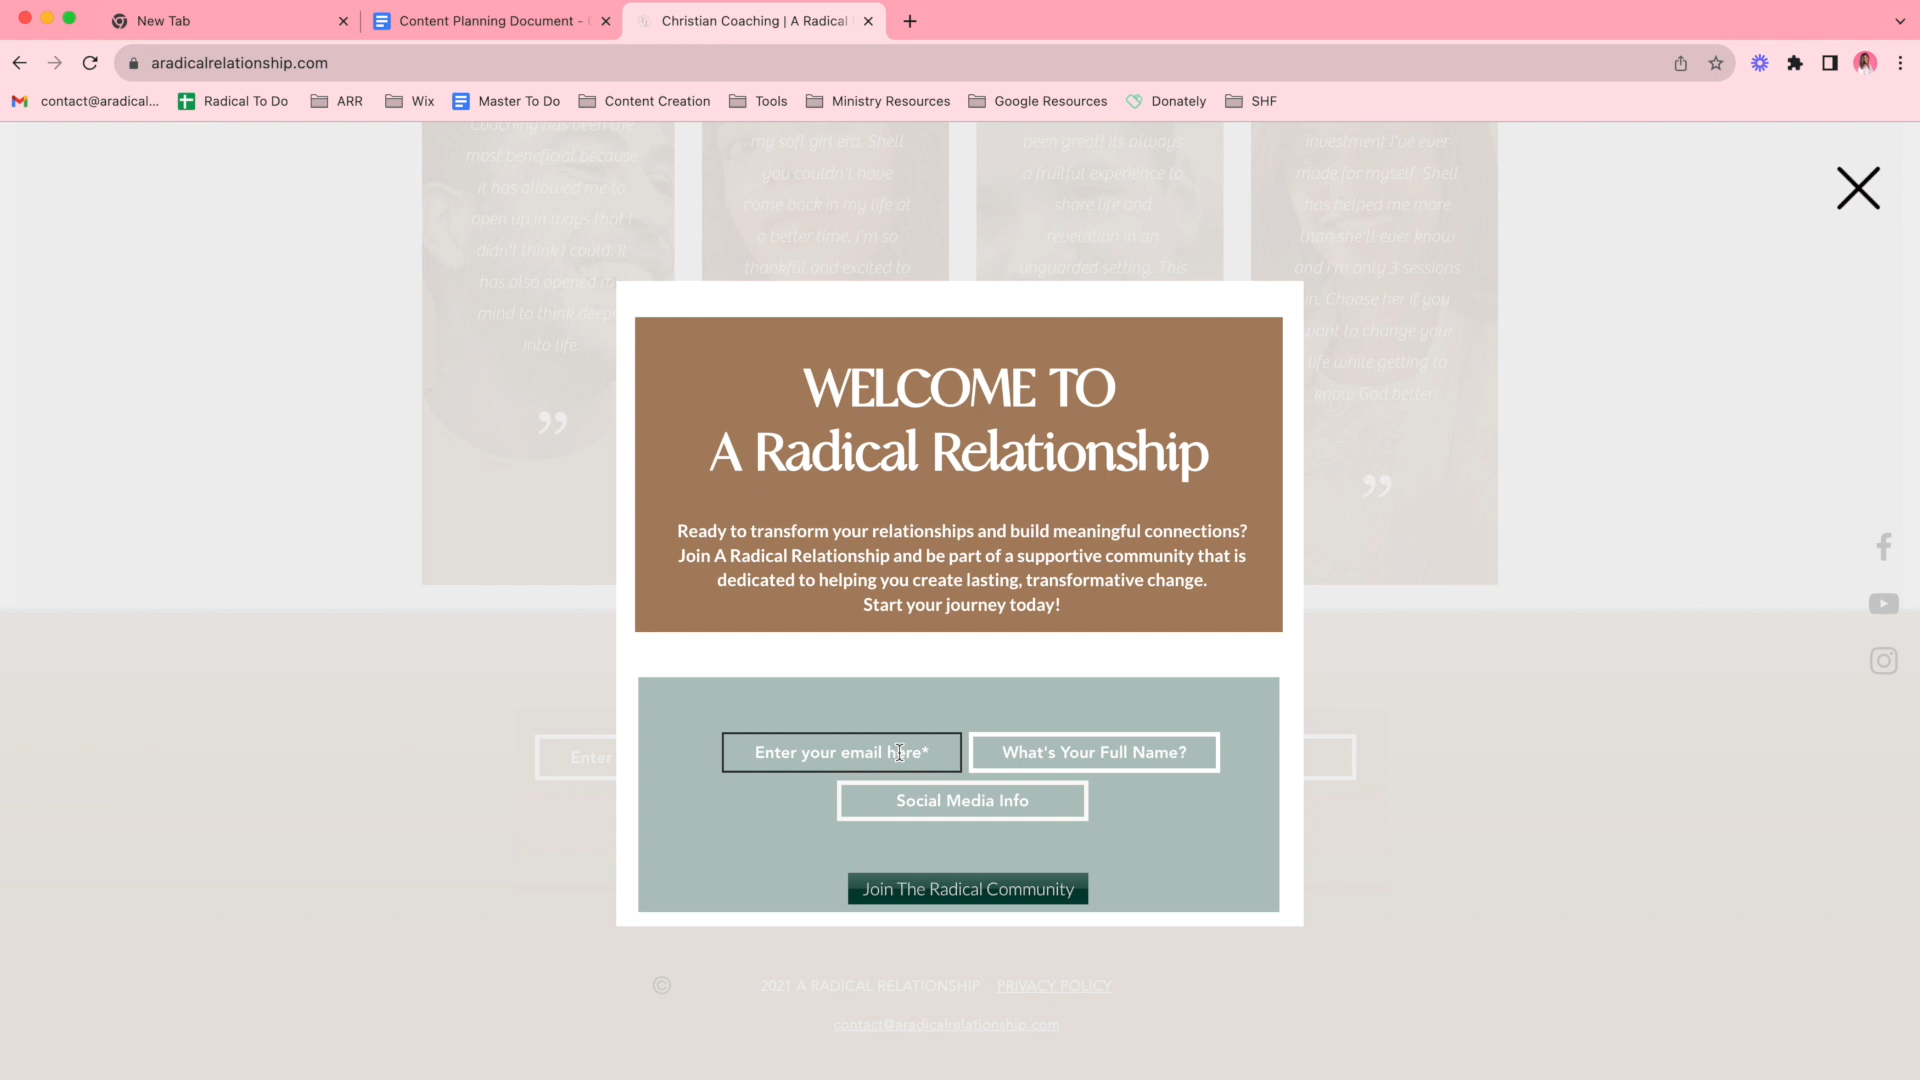 New Tab
Content Planning Document -
Christian Coaching | A Radical
aradicalrelationship.com
contact@aradical...
Radical To Do
ARR
Wix
Master To Do
Content Creation
Tools
Ministry Resources
Google Resources
Donately
SHF
Coaching has been the
most beneficial because
it has allowed me to
open up in ways that I
didn't think I could. It
has also opened my
mind to think deeper
into life.
”
my soft girl era. Shell
you couldn't have
come back in my life at
a better time. I'm so
thankful and excited to
been great! Its always
a fruitful experience to
share life and
revelation in an
unguarded setting. This
investment I've ever
made for myself. Shell
has helped me more
than she'll ever know
and I'm only 3 sessions
in. Choose her if you
want to change your
life while getting to
know God better.
”
WELCOME TO
A Radical Relationship
Ready to transform your relationships and build meaningful connections?
Join A Radical Relationship and be part of a supportive community that is
dedicated to helping you create lasting, transformative change.
Start your journey today!
Enter
Enter your email here*
What's Your Full Name?
Social Media Info
Join The Radical Community
© 2021 A RADICAL RELATIONSHIP PRIVACY POLICY
contact@aradicalrelationship.com